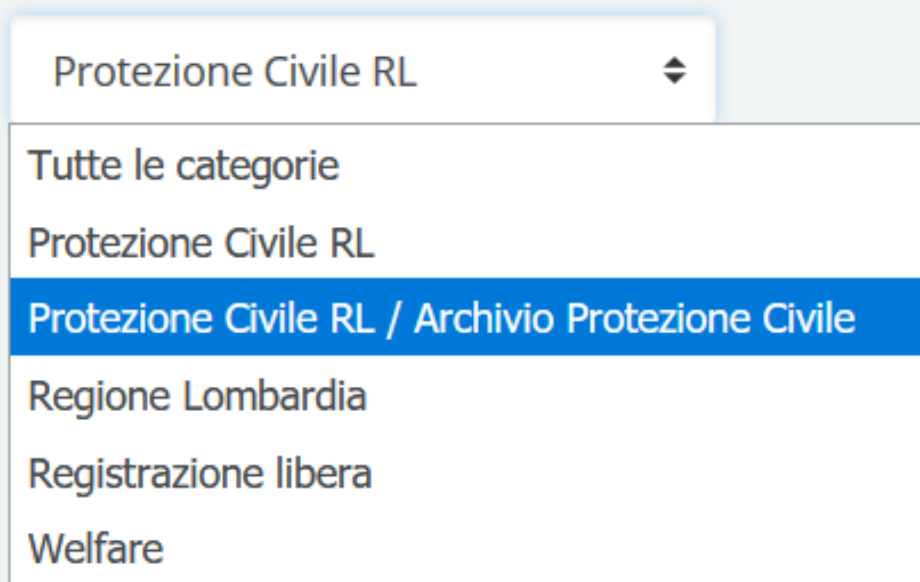 Protezione Civile RL
Tutte le categorie
Protezione Civile RL
Protezione Civile RL / Archivio Protezione Civile
Regione Lombardia
Registrazione libera
Welfare